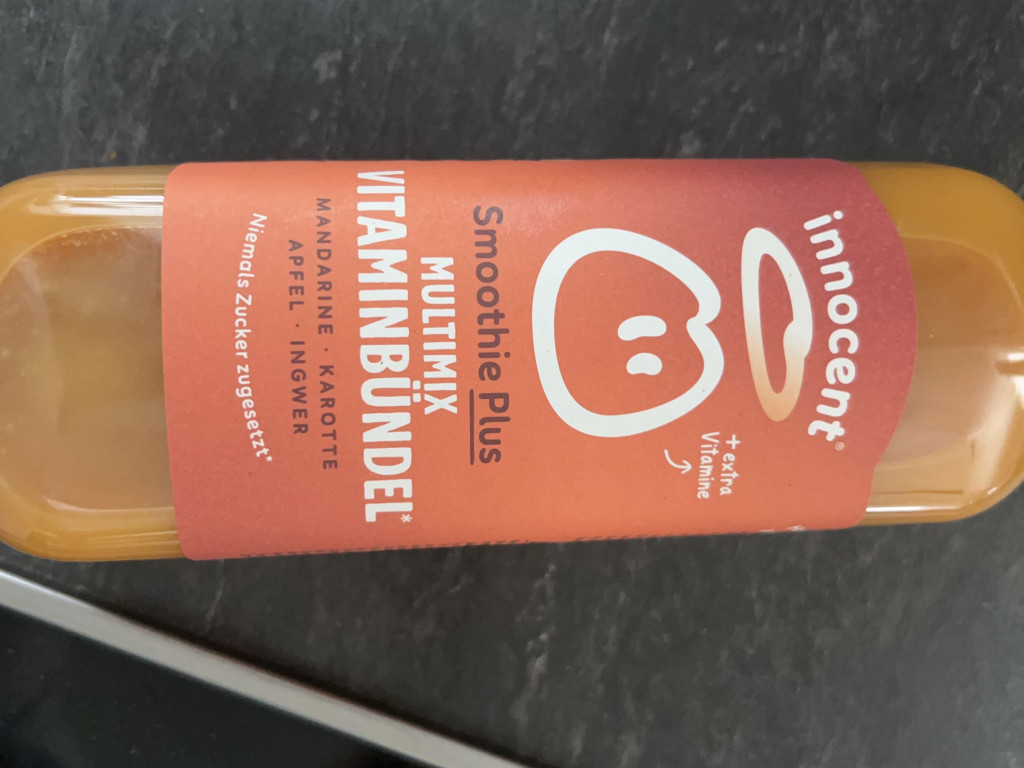 innocent®
+ extra
Vitamine
Smoothie Plus
MULTIMIX
VITAMINBÜNDEL*
MANDARINE · KAROTTE
APFEL · INGWER
Niemals Zucker zugesetzt*